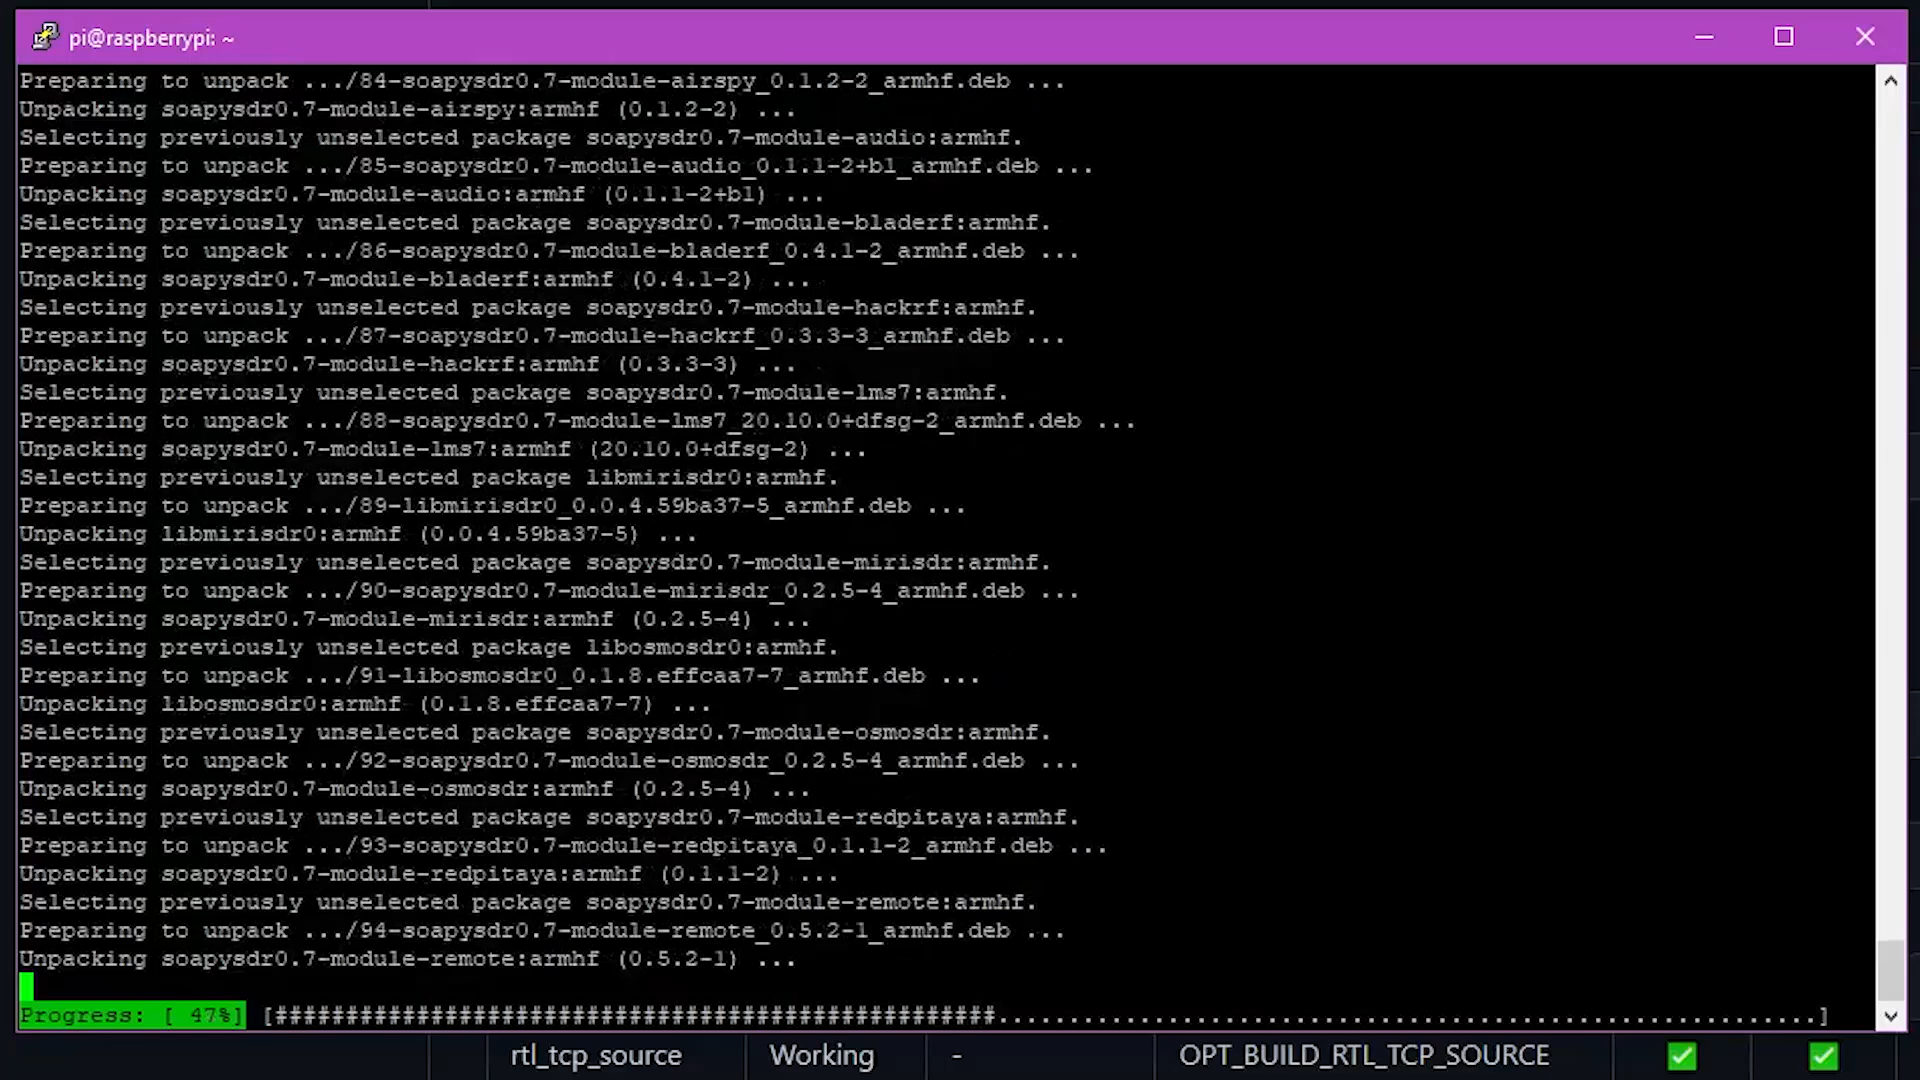 pi@raspberrypi: ~
Preparing to unpack .../84-soapysdr0.7-module-airspy_0.1.2-2_armhf.deb ...
Unpacking soapysdr0.7-module-airspy:armhf (0.1.2-2) ...
Selecting previously unselected package soapysdr0.7-module-audio:armhf.
Preparing to unpack .../85-soapysdr0.7-module-audio_0.1.1-2+b1_armhf.deb ...
Unpacking soapysdr0.7-module-audio:armhf (0.1.1-2+b1) ...
Selecting previously unselected package soapysdr0.7-module-bladerf:armhf.
Preparing to unpack .../86-soapysdr0.7-module-bladerf_0.4.1-2_armhf.deb ...
Unpacking soapysdr0.7-module-bladerf:armhf (0.4.1-2) ...
Selecting previously unselected package soapysdr0.7-module-hackrf:armhf.
Preparing to unpack .../87-soapysdr0.7-module-hackrf_0.3.3-3_armhf.deb ...
Unpacking soapysdr0.7-module-hackrf:armhf (0.3.3-3) ...
Selecting previously unselected package soapysdr0.7-module-lms7:armhf.
Preparing to unpack .../88-soapysdr0.7-module-lms7_20.10.0+dfsg-2_armhf.deb ...
Unpacking soapysdr0.7-module-lms7:armhf (20.10.0+dfsg-2) ...
Selecting previously unselected package libmirisdr0:armhf.
Preparing to unpack .../89-libmirisdr0_0.0.4.59ba37-5_armhf.deb ...
Unpacking libmirisdr0:armhf (0.0.4.59ba37-5) ...
Selecting previously unselected package soapysdr0.7-module-mirisdr:armhf.
Preparing to unpack .../90-soapysdr0.7-module-mirisdr_0.2.5-4_armhf.deb ...
Unpacking soapysdr0.7-module-mirisdr:armhf (0.2.5-4) ...
Selecting previously unselected package libosmosdr0:armhf.
Preparing to unpack .../91-libosmosdr0_0.1.8.effcaa7-7_armhf.deb ...
Unpacking libosmosdr0:armhf (0.1.8.effcaa7-7) ...
Selecting previously unselected package soapysdr0.7-module-osmosdr:armhf.
Preparing to unpack .../92-soapysdr0.7-module-osmosdr_0.2.5-4_armhf.deb ...
Unpacking soapysdr0.7-module-osmosdr:armhf (0.2.5-4) ...
Selecting previously unselected package soapysdr0.7-module-redpitaya:armhf.
Preparing to unpack .../93-soapysdr0.7-module-redpitaya_0.1.1-2_armhf.deb ...
Unpacking soapysdr0.7-module-redpitaya:armhf (0.1.1-2) ...
Selecting previously unselected package soapysdr0.7-module-remote:armhf.
Preparing to unpack .../94-soapysdr0.7-module-remote_0.5.2-1_armhf.deb ...
Unpacking soapysdr0.7-module-remote:armhf (0.5.2-1) ...
Progress: [ 47%] [###################################################..........................................................]
rtl_tcp_source Working - OPT_BUILD_RTL_TCP_SOURCE ✅ ✅